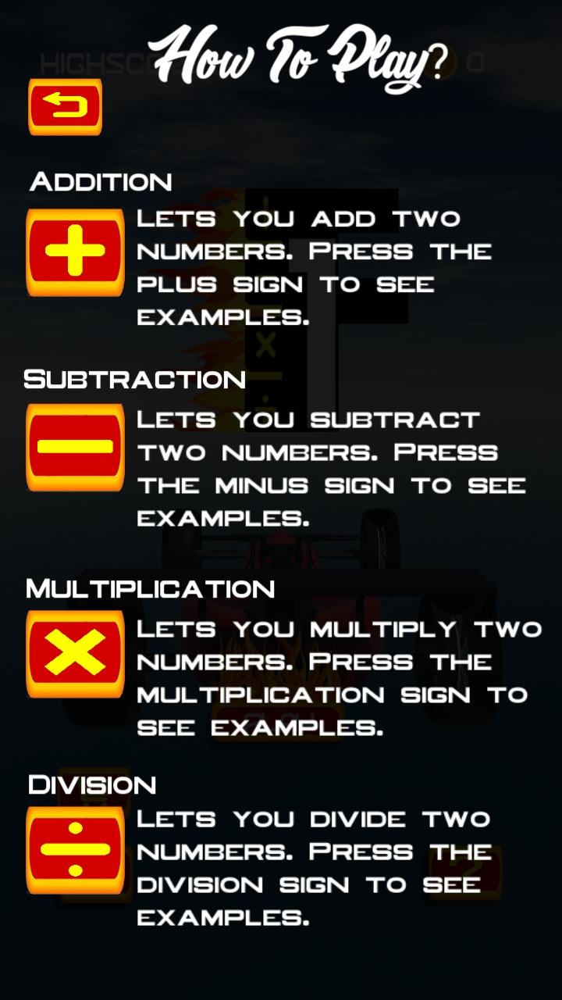 How To Play?
HIGHSCO 0
ADDITION
LETS YOU ADD TWO
NUMBERS. PRESS THE
PLUS SIGN TO SEE
EXAMPLES.
SUBTRACTION
LETS YOU SUBTRACT
TWO NUMBERS. PRESS
THE MINUS SIGN TO SEE
EXAMPLES.
MULTIPLICATION
LETS YOU MULTIPLY TWO
NUMBERS. PRESS THE
MULTIPLICATION SIGN TO
SEE EXAMPLES.
DIVISION
LETS YOU DIVIDE TWO
NUMBERS. PRESS THE
DIVISION SIGN TO SEE
EXAMPLES.